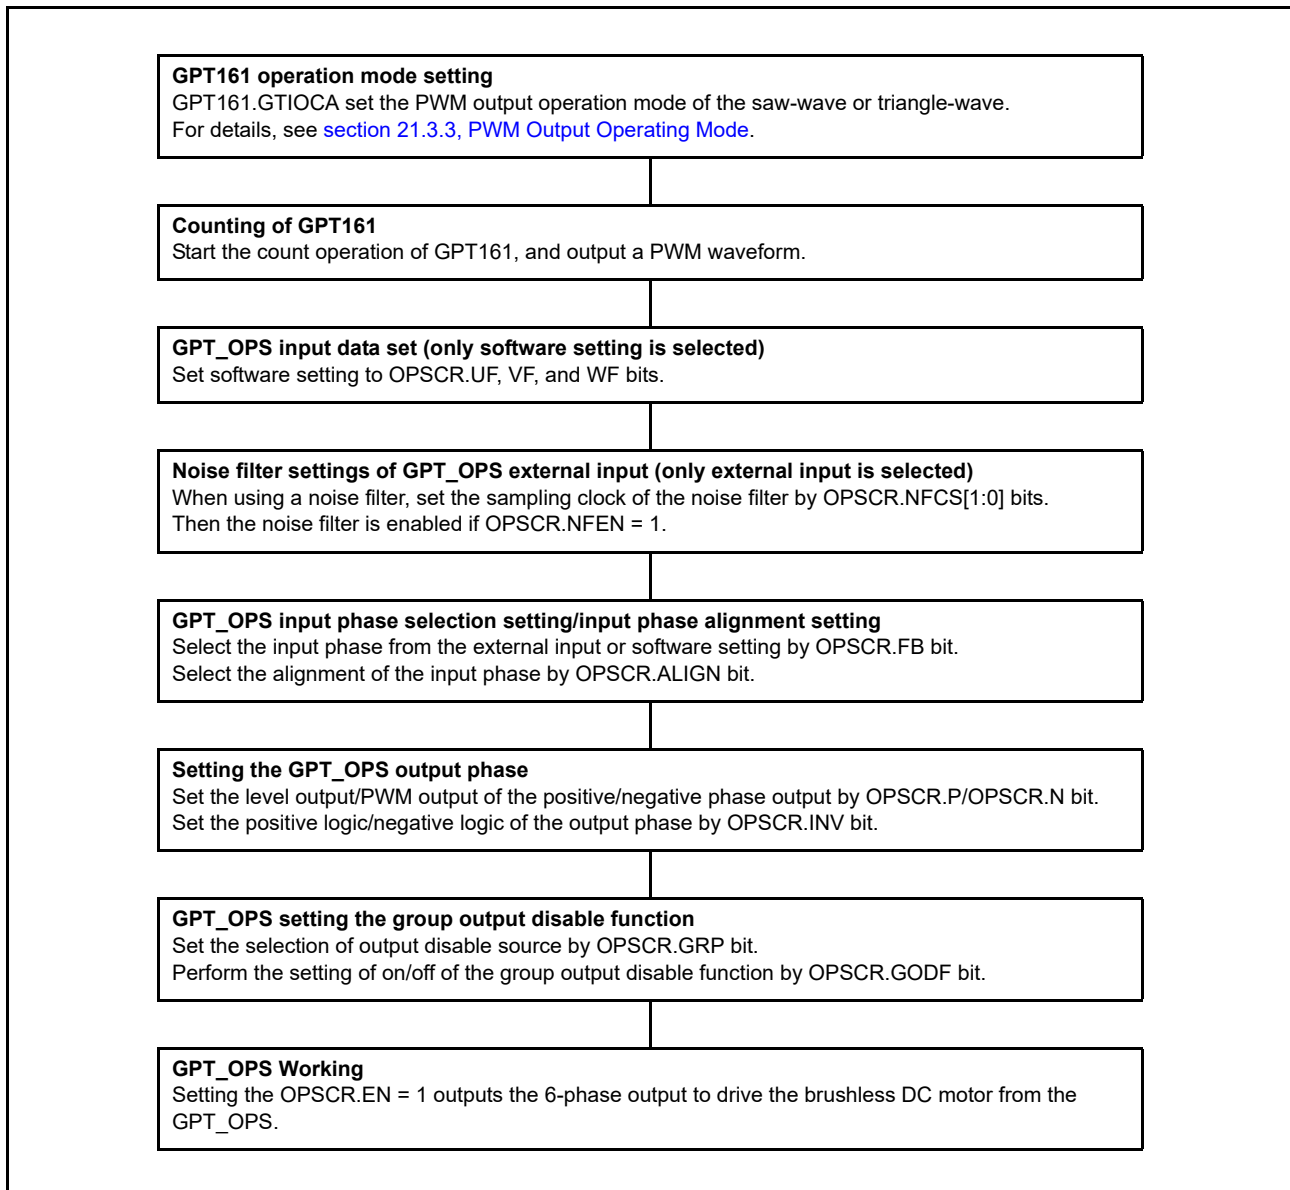 GPT161 operation mode setting
GPT161.GTIOCA set the PWM output operation mode of the saw-wave or triangle-wave.
For details, see section 21.3.3, PWM Output Operating Mode.
Counting of GPT161
Start the count operation of GPT161, and output a PWM waveform.
GPT_OPS input data set (only software setting is selected)
Set software setting to OPSCR.UF, VF, and WF bits.
Noise filter settings of GPT_OPS external input (only external input is selected)
When using a noise filter, set the sampling clock of the noise filter by OPSCR.NFCS[1:0] bits.
Then the noise filter is enabled if OPSCR.NFEN = 1.
GPT_OPS input phase selection setting/input phase alignment setting
Select the input phase from the external input or software setting by OPSCR.FB bit.
Select the alignment of the input phase by OPSCR.ALIGN bit.
Setting the GPT_OPS output phase
Set the level output/PWM output of the positive/negative phase output by OPSCR.P/OPSCR.N bit.
Set the positive logic/negative logic of the output phase by OPSCR.INV bit.
GPT_OPS setting the group output disable function
Set the selection of output disable source by OPSCR.GRP bit.
Perform the setting of on/off of the group output disable function by OPSCR.GODF bit.
GPT_OPS Working
Setting the OPSCR.EN = 1 outputs the 6-phase output to drive the brushless DC motor from the
GPT_OPS.